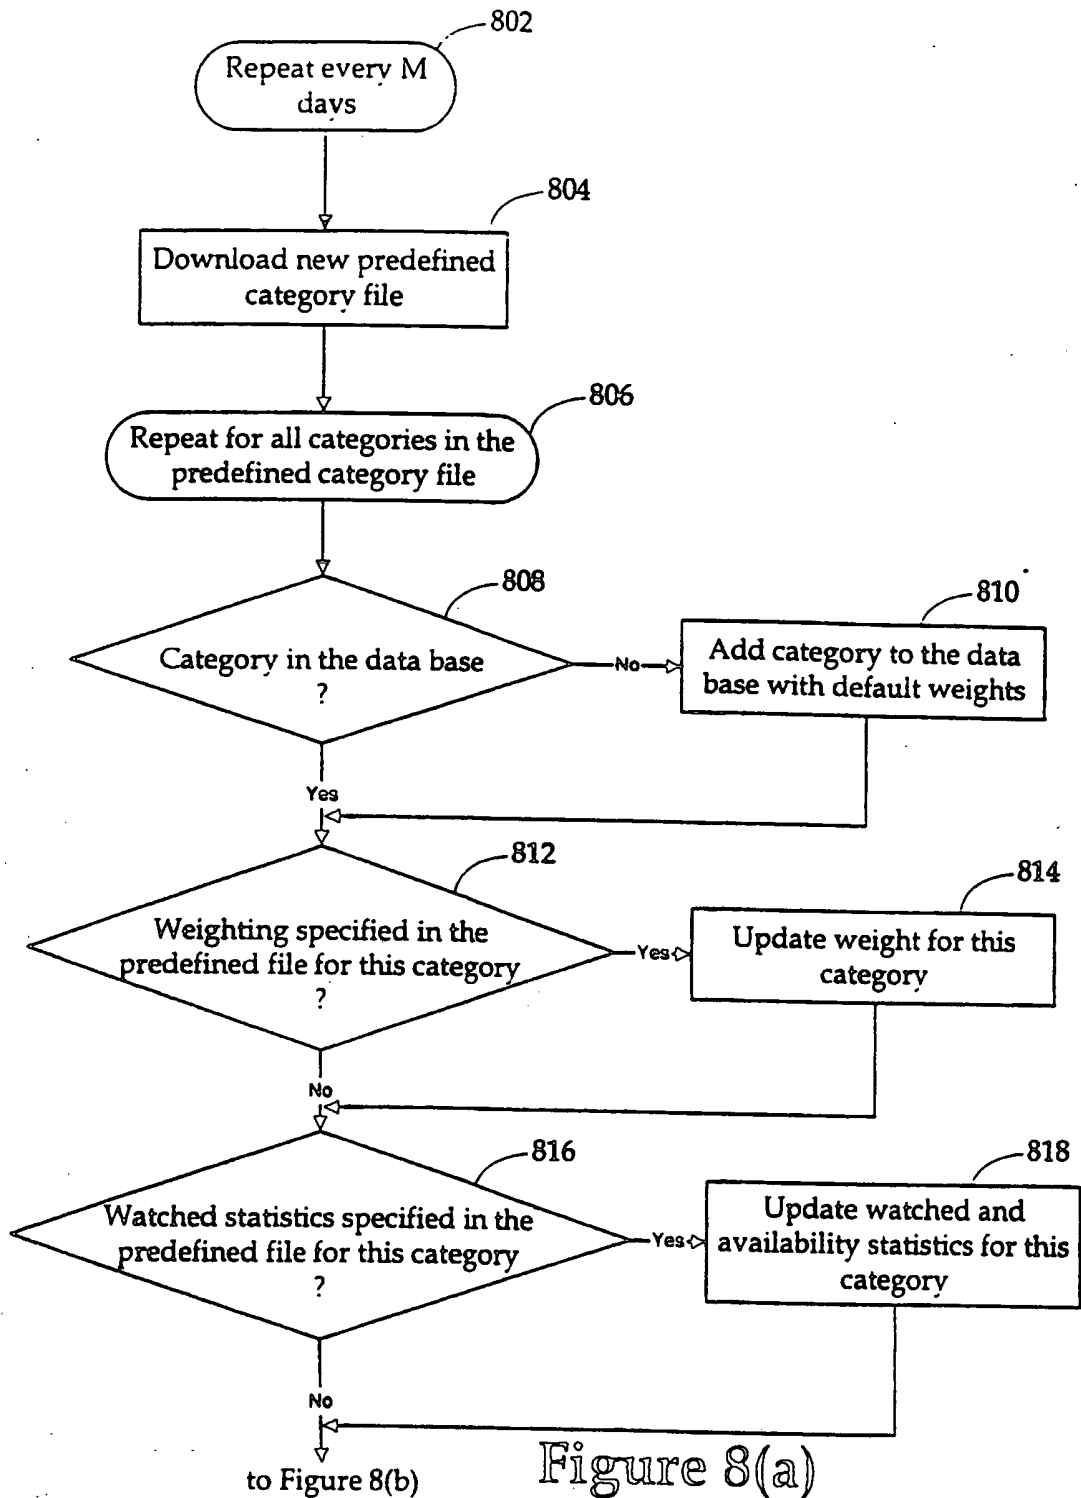 802
Repeat every M
days
804
Download new predefined
category file
806
Repeat for all categories in the
predefined category file
808
Category in the data base
?
No
810
Add category to the data
base with default weights
Yes
812
Weighting specified in the
predefined file for this category
?
Yes
814
Update weight for this
category
No
816
Watched statistics specified in the
predefined file for this category
?
Yes
818
Update watched and
availability statistics for this
category
No
to Figure 8(b)
Figure 8(a)